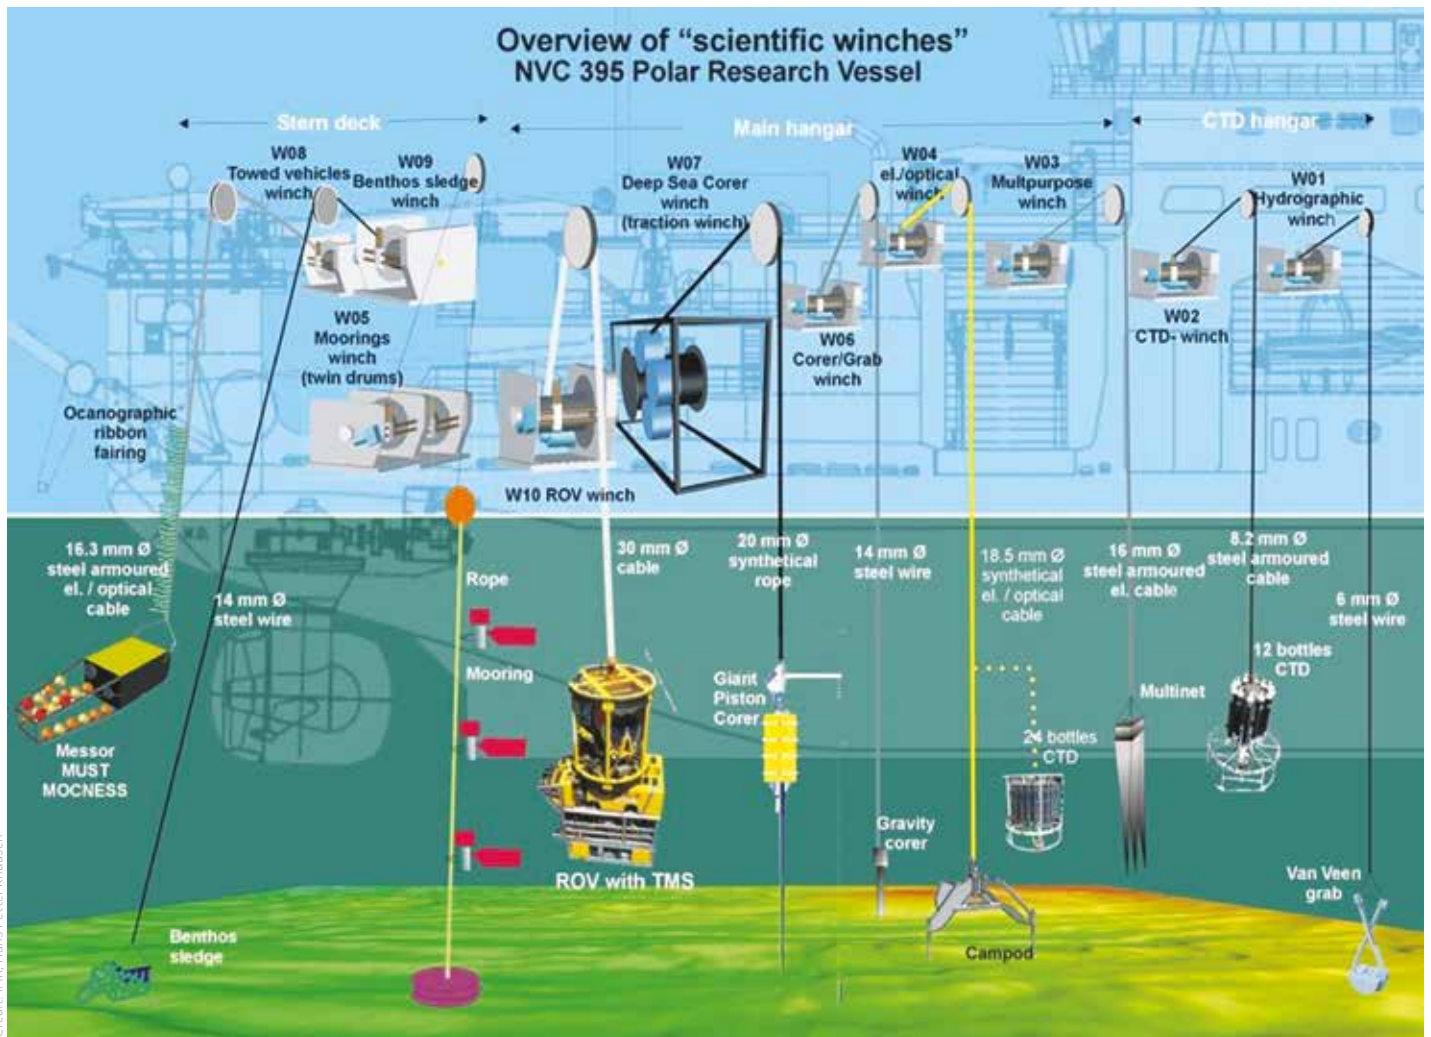 Overview of “scientific winches”
NVC 395 Polar Research Vessel
Stern deck
Main hangar
CTD hangar
W08
Towed vehicles
winch
W09
Benthos sledge
winch
W07
Deep Sea Corer
winch
(traction winch)
W04
el./optical
winch
W03
Multpurpose
winch
W01
Hydrographic
winch
W05
Moorings
winch
(twin drums)
W06
Corer/Grab
winch
W02
CTD- winch
Ocanographic
ribbon
fairing
W10 ROV winch
16.3 mm Ø
steel armoured
el. / optical
cable
14 mm Ø
steel wire
Rope
30 mm Ø
cable
20 mm Ø
synthetical
rope
14 mm Ø
steel wire
18.5 mm Ø
synthetical
el. / optical
cable
16 mm Ø
steel armoured
el. cable
8.2 mm Ø
steel armoured
cable
6 mm Ø
steel wire
Mooring
Giant
Piston
Corer
12 bottles
CTD
Multinet
24 bottles
CTD
Messor
MUST
MOCNESS
Gravity
corer
ROV with TMS
Van Veen
grab
Benthos
sledge
Campod